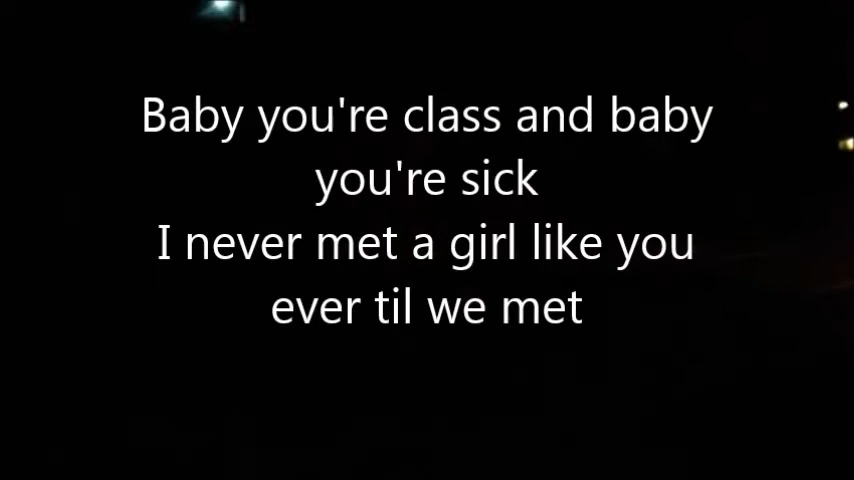 Baby you're class and baby
you're sick
I never met a girl like you
ever til we met